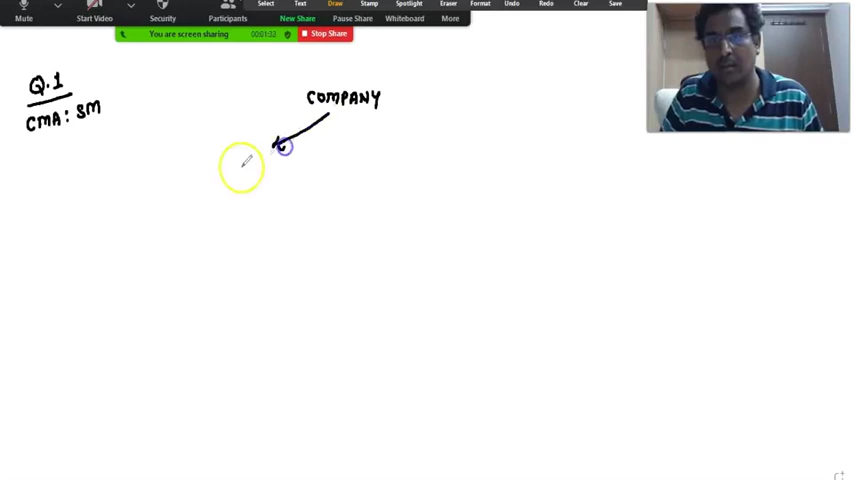 Select Text Draw Stamp Spotlight Eraser Format Undo Redo Clear Save
Mute Start Video Security Participants New Share Pause Share Whiteboard More
You are screen sharing 00:01:32 Stop Share
Q.1
CMA: SM
COMPANY